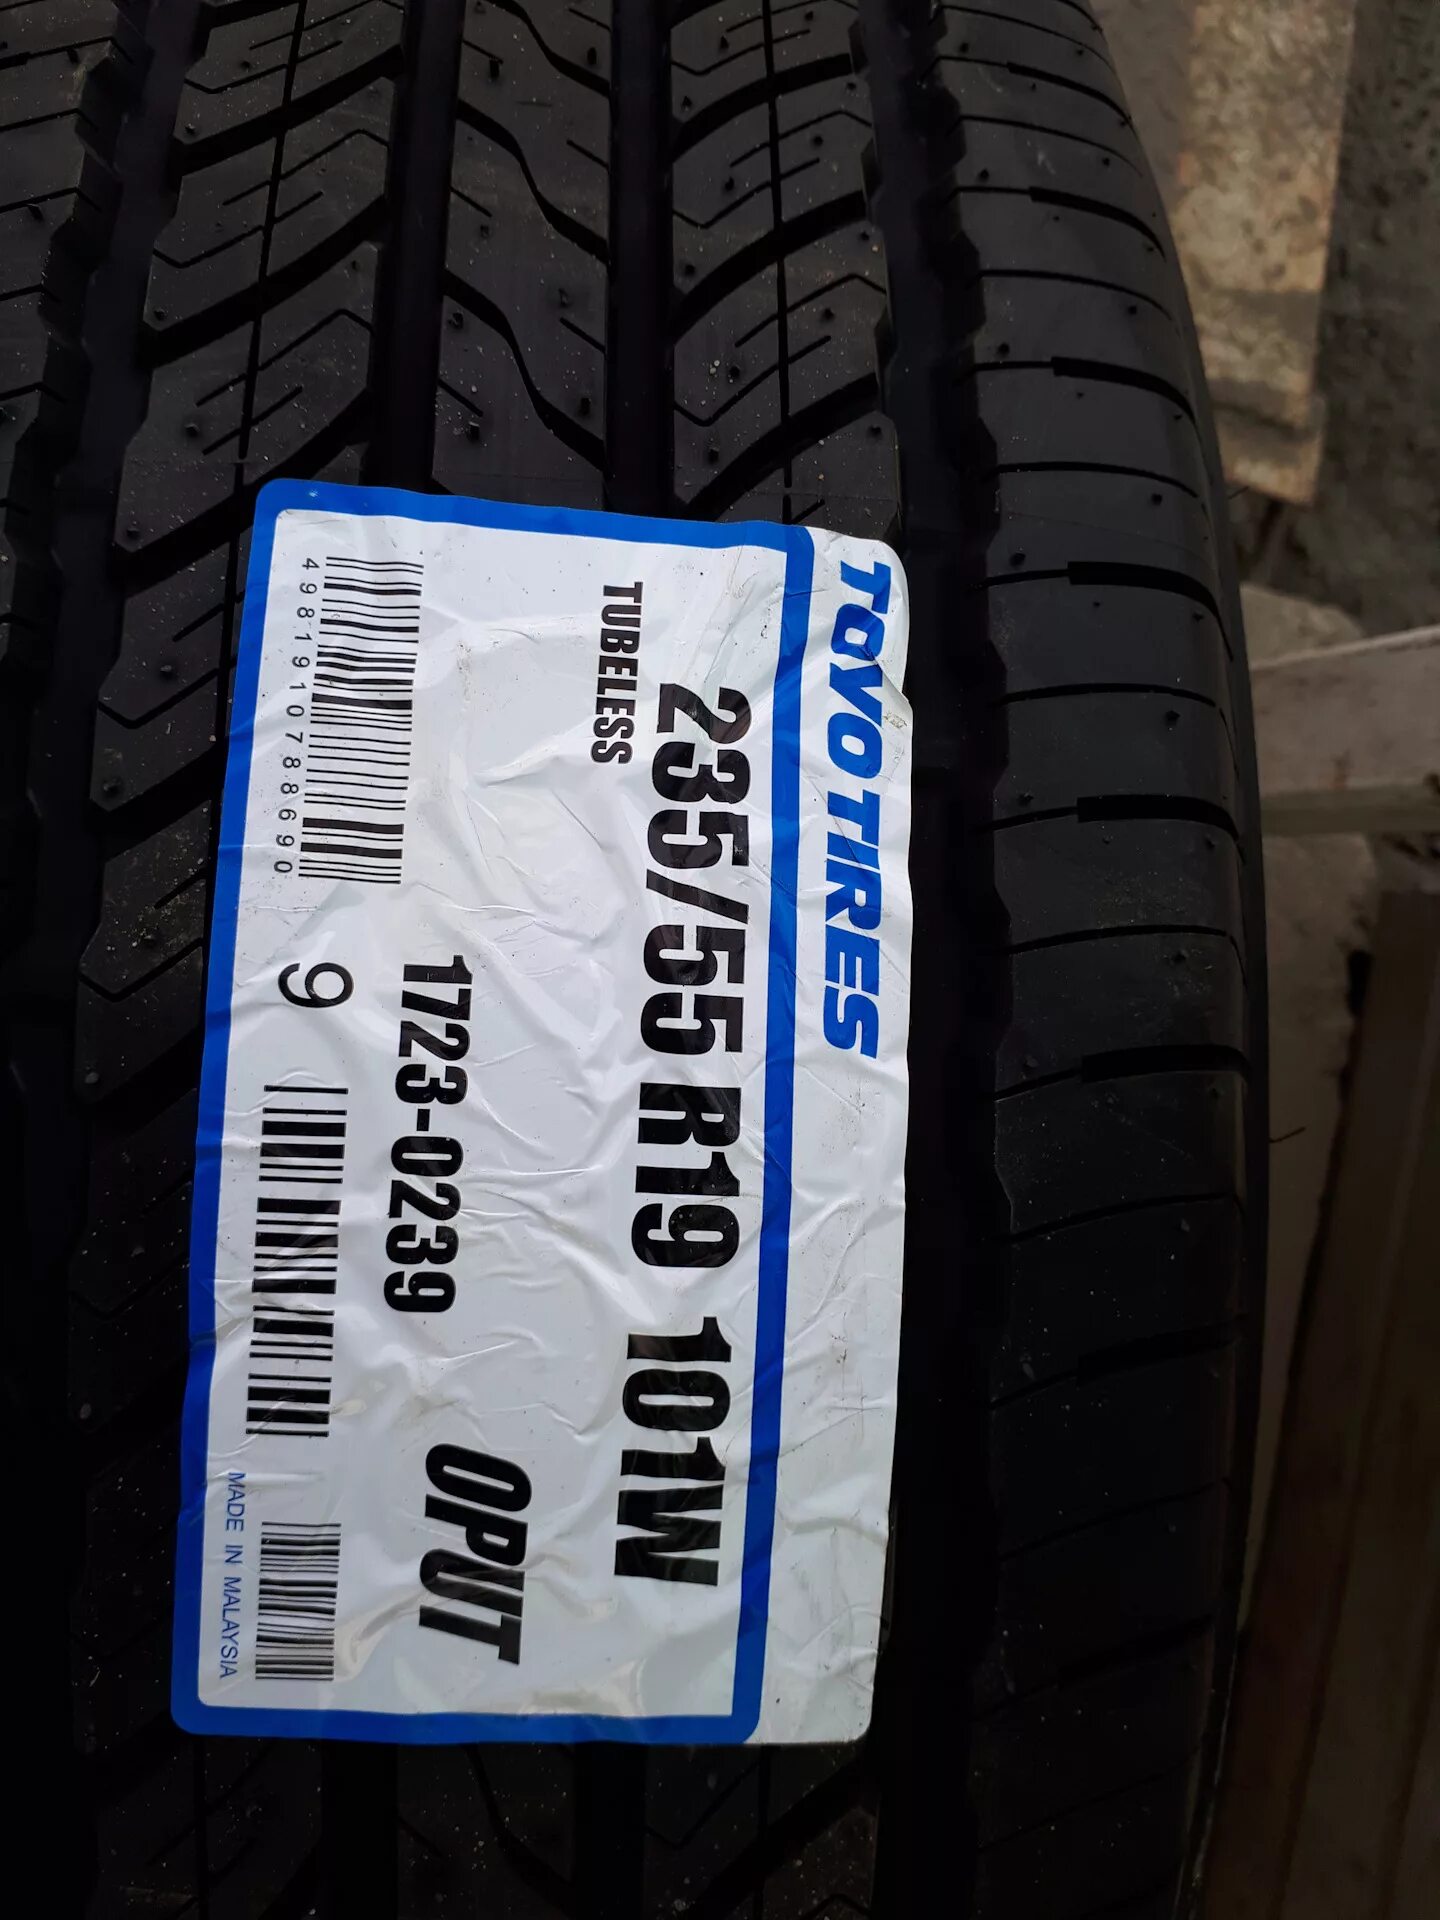 TOYO TIRES
235/55 R19 101W
TUBELESS
1723-0239
OPUT
4981910788690
9
MADE IN MALAYSIA